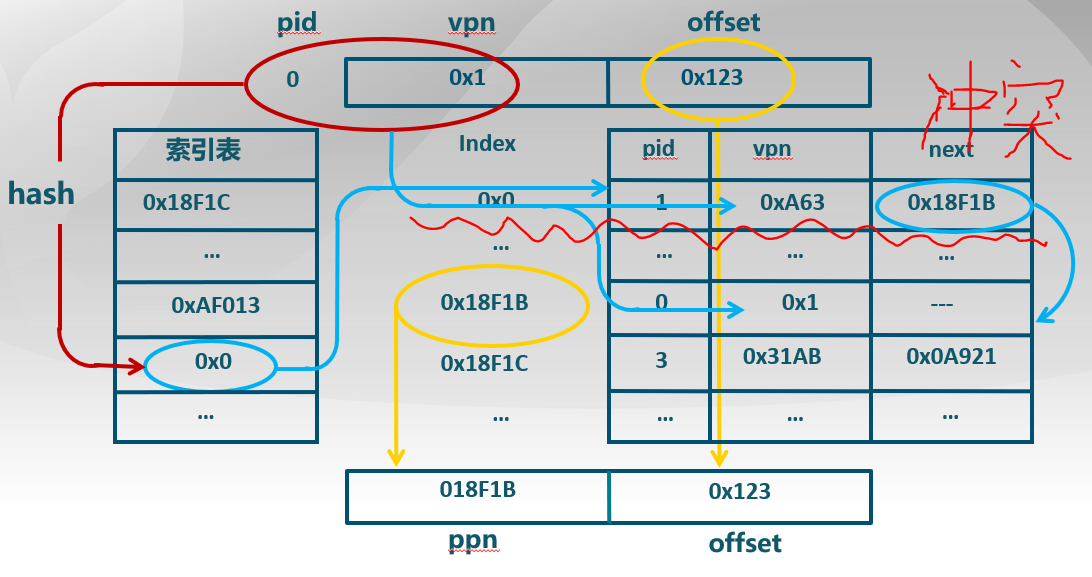 pid vpn offset
0 0x1 0x123
冲突
索引表 Index pid vpn next
hash
0x18F1C 0x0 1 0xA63 0x18F1B
... ... ... ... ...
0xAF013 0x18F1B 0 0x1 ---
0x0 0x18F1C 3 0x31AB 0x0A921
... ... ... ... ...
018F1B 0x123
ppn offset